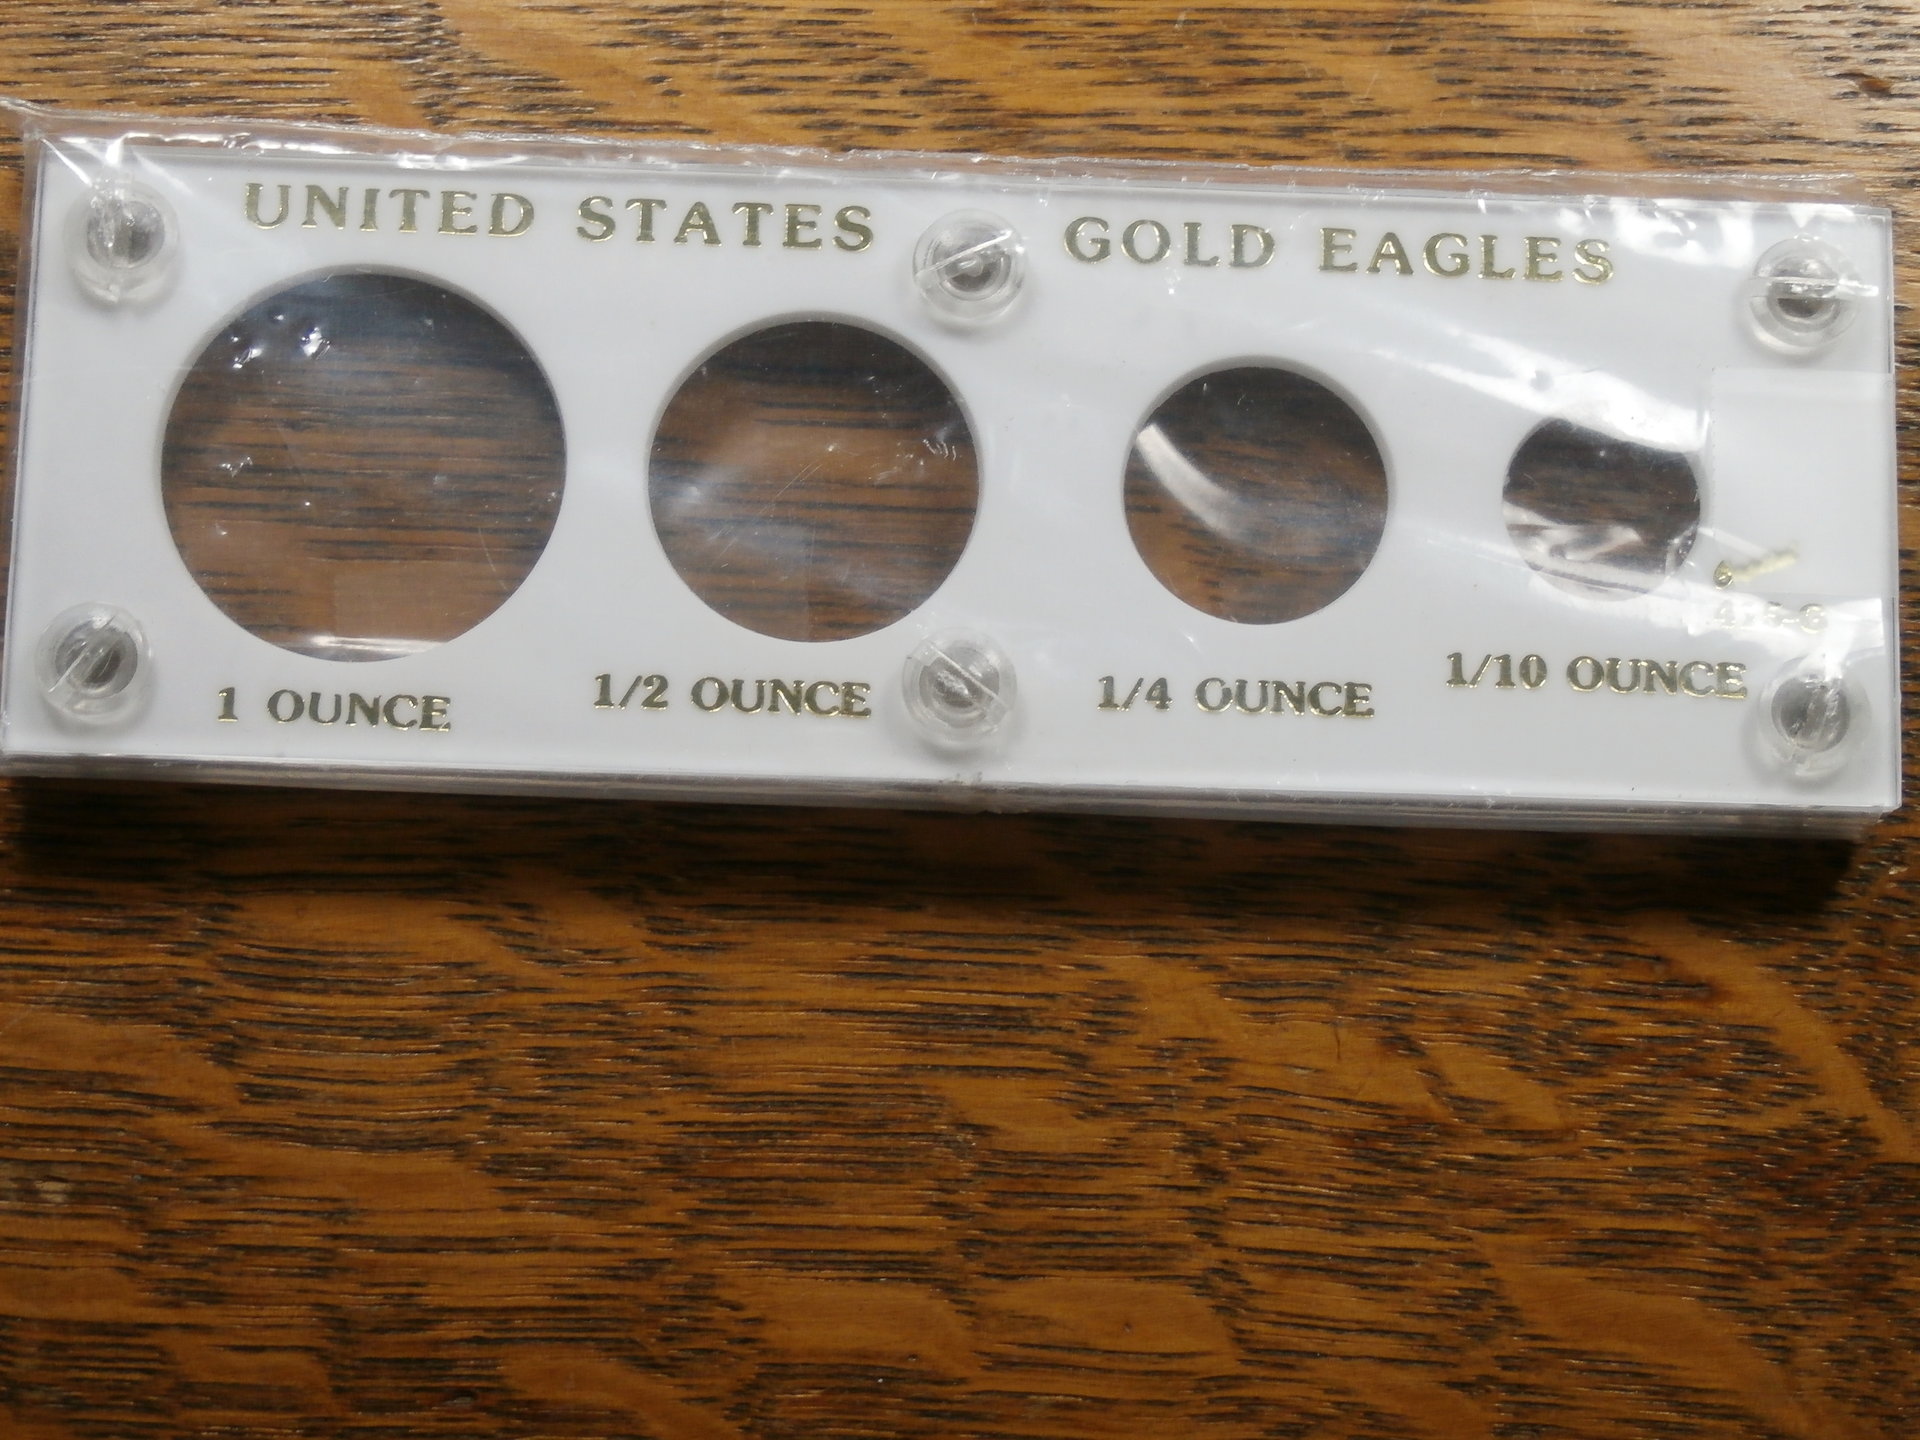 UNITED STATES GOLD EAGLES
1 OUNCE 1/2 OUNCE 1/4 OUNCE 1/10 OUNCE